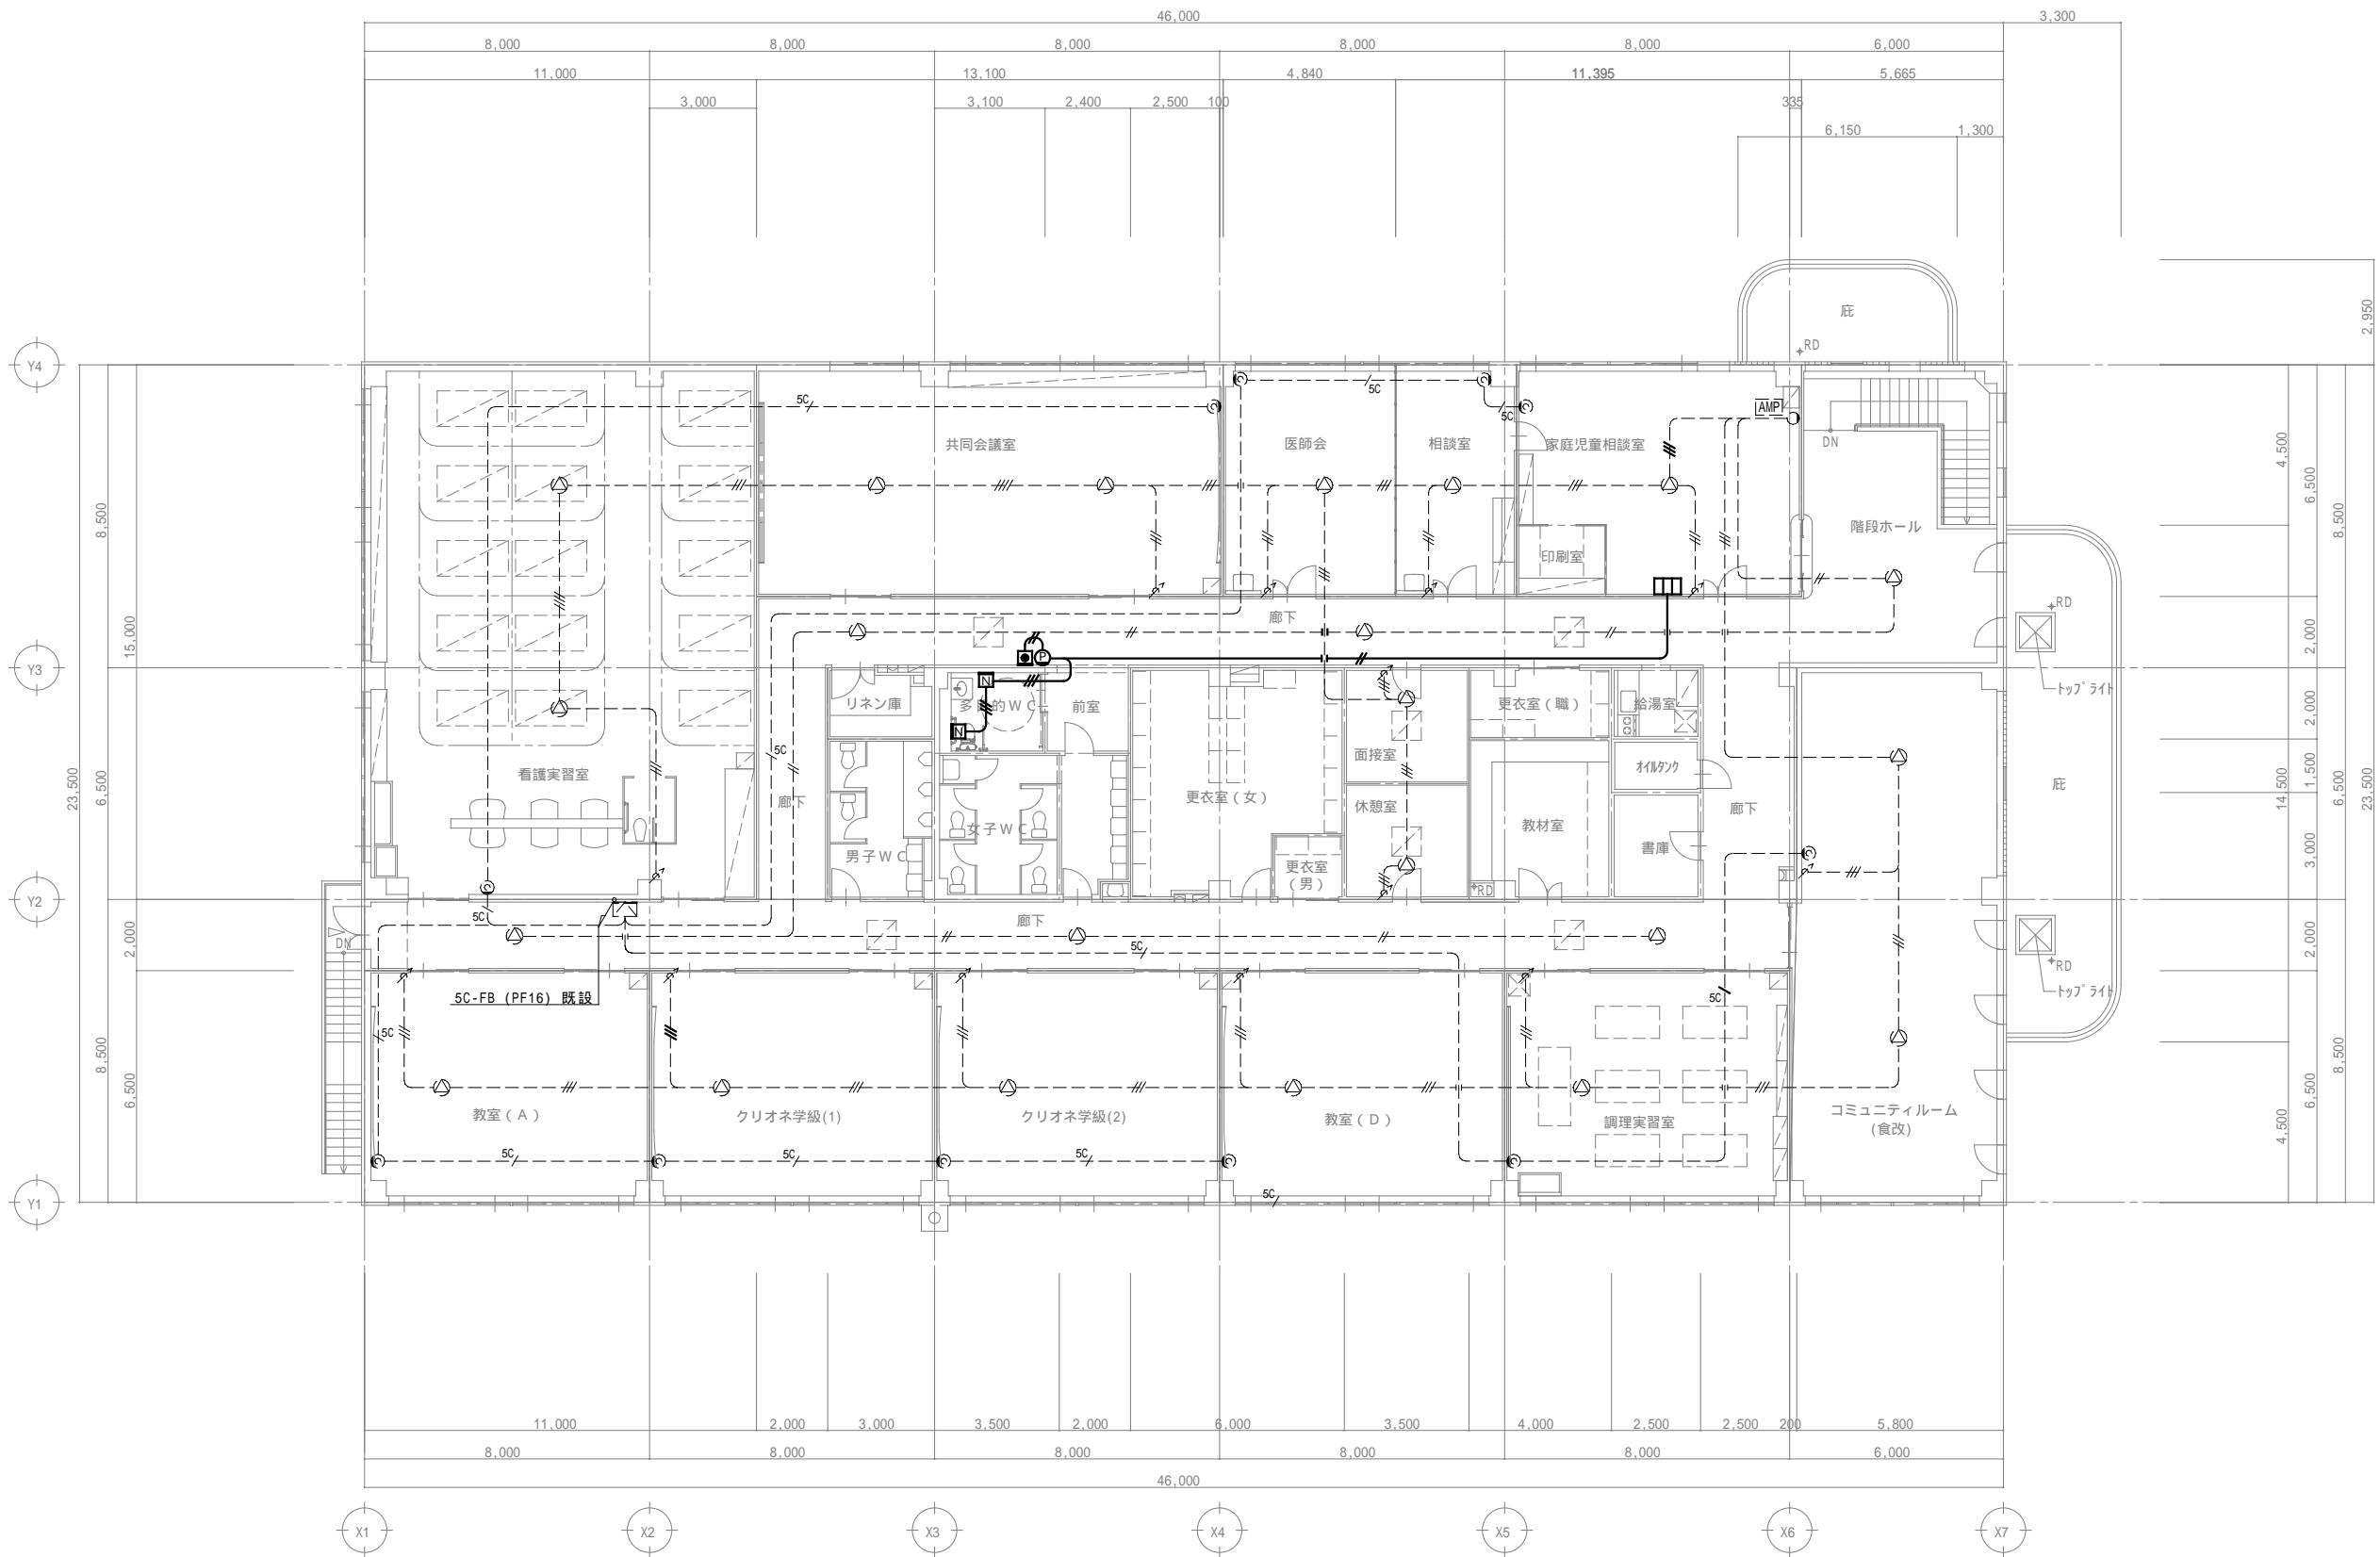 46,000
3,300
8,000
8,000
8,000
8,000
8,000
6,000
11,000
13,100
4,840
11,395
5,665
3,000
3,100
2,400
2,500
100
335
6,150
1,300
庇
2,950
RD
Y4
5C
5C
5C
AMP
DN
共同会議室
医師会
相談室
家庭児童相談室
4,500
6,500
8,500
8,500
階段ホール
印刷室
RD
廊下
15,000
2,000
Y3
P
N
トップライト
リネン庫
多目的WC
前室
更衣室(職)
給湯室
2,000
N
5C
面接室
看護実習室
オイルタンク
1,500
23,500
6,500
庇
14,500
6,500
23,500
廊下
更衣室(女)
休憩室
廊下
女子WC
教材室
男子WC
書庫
3,000
更衣室
(男)
RD
Y2
5C
廊下
DN
5C
2,000
2,000
RD
5C-FB (PF16) 既設
5C
トップライト
5C
8,500
6,500
8,500
6,500
教室(A)
クリオネ学級(1)
クリオネ学級(2)
教室(D)
調理実習室
コミュニティルーム
(食改)
4,500
5C
5C
5C
5C
Y1
11,000
2,000
3,000
3,500
2,000
6,000
3,500
4,000
2,500
2,500
200
5,800
8,000
8,000
8,000
8,000
8,000
6,000
46,000
X1
X2
X3
X4
X5
X6
X7